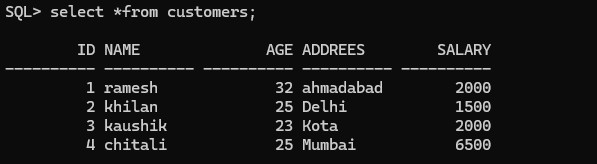 SQL> select *from customers;
ID NAME AGE ADDREES SALARY
---------- ---------- ---------- ---------- ----------
1 ramesh 32 ahmadabad 2000
2 khilan 25 Delhi 1500
3 kaushik 23 Kota 2000
4 chitali 25 Mumbai 6500